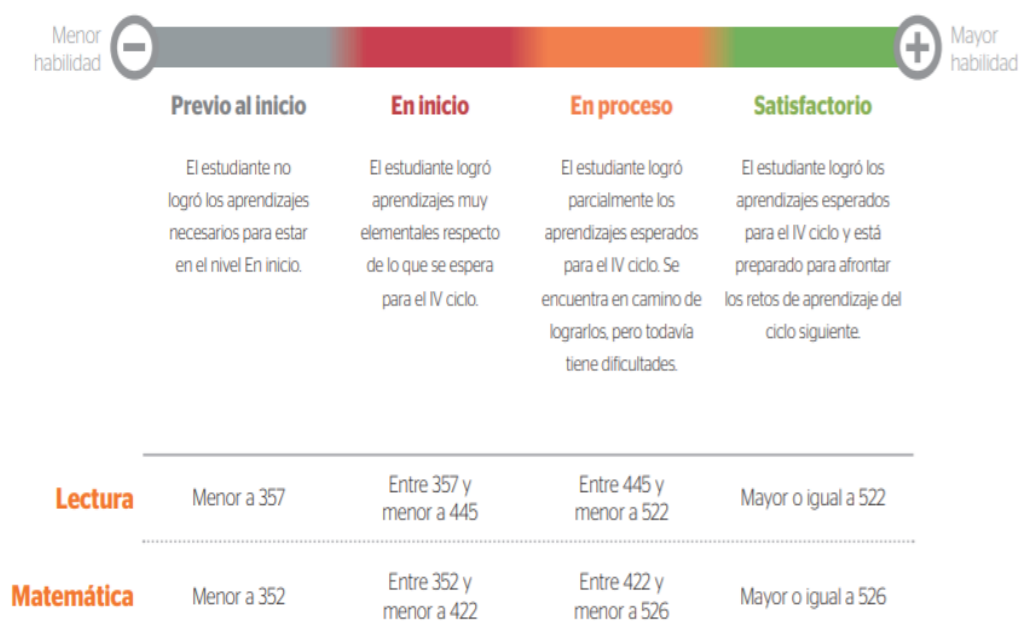 Menor
habilidad
Mayor
habilidad
Previo al inicio
El estudiante no
logró los aprendizajes
necesarios para estar
en el nivel En inicio.
En inicio
El estudiante logró
aprendizajes muy
elementales respecto
de lo que se espera
para el IV ciclo.
En proceso
El estudiante logró
parcialmente los
aprendizajes esperados
para el IV ciclo. Se
encuentra en camino de
lograrlos, pero todavía
tiene dificultades.
Satisfactorio
El estudiante logró los
aprendizajes esperados
para el IV ciclo y está
preparado para afrontar
los retos de aprendizaje del
ciclo siguiente.
Lectura
Menor a 357
Entre 357 y
menor a 445
Entre 445 y
menor a 522
Mayor o igual a 522
Matemática
Menor a 352
Entre 352 y
menor a 422
Entre 422 y
menor a 526
Mayor o igual a 526